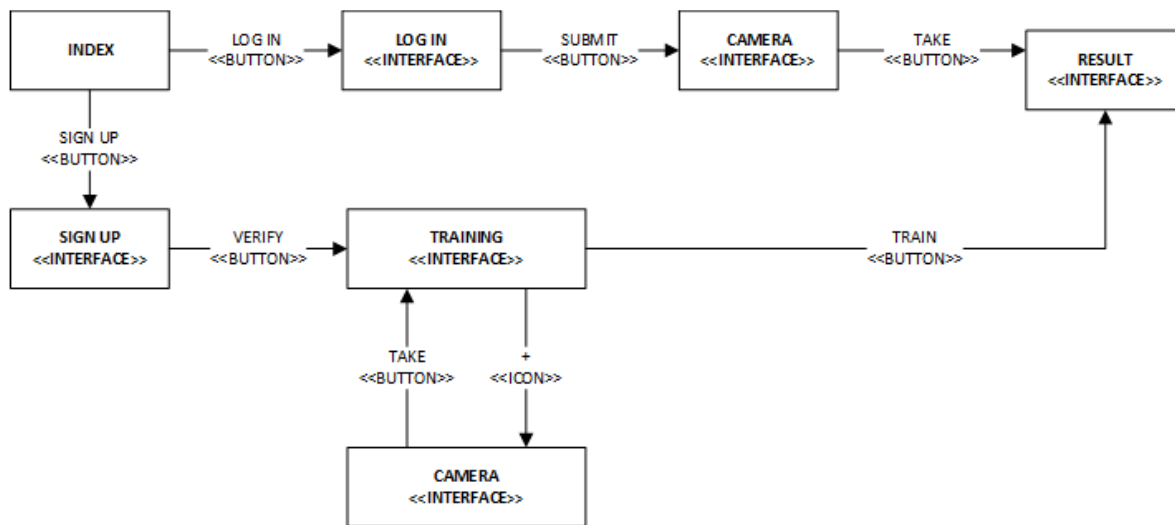 INDEX
LOG IN
<<BUTTON>>
LOG IN
<<INTERFACE>>
SUBMIT
<<BUTTON>>
CAMERA
<<INTERFACE>>
TAKE
<<BUTTON>>
RESULT
<<INTERFACE>>
SIGN UP
<<BUTTON>>
SIGN UP
<<INTERFACE>>
VERIFY
<<BUTTON>>
TRAINING
<<INTERFACE>>
TRAIN
<<BUTTON>>
TAKE
<<BUTTON>>
+
<<ICON>>
CAMERA
<<INTERFACE>>